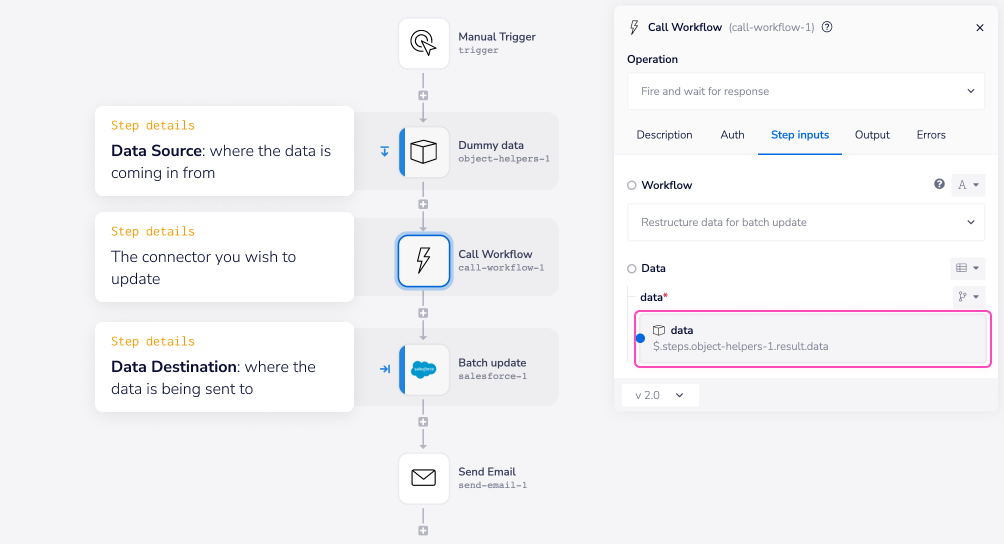 Manual Trigger
trigger
Step details
Data Source: where the data is
coming in from
Dummy data
object-helpers-1
Step details
The connector you wish to
update
Call Workflow
call-workflow-1
Step details
Data Destination: where the
data is being sent to
salesforce
Batch update
salesforce-1
Send Email
send-email-1
Call Workflow (call-workflow-1) ?
Operation
Fire and wait for response
Description Auth Step inputs Output Errors
Workflow ? A
Restructure data for batch update
Data
data*
data
$.steps.object-helpers-1.result.data
v 2.0